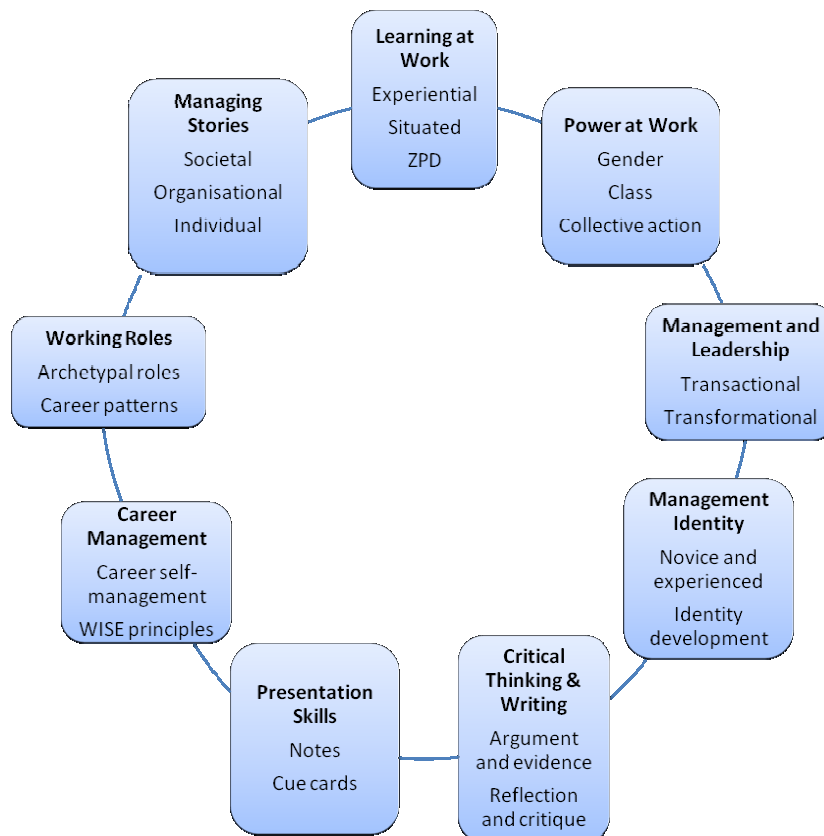 Learning at
Work
Experiential
Situated
ZPD
Power at Work
Gender
Class
Collective action
Management and
Leadership
Transactional
Transformational
Management
Identity
Novice and
experienced
Identity
development
Critical
Thinking &
Writing
Argument
and evidence
Reflection
and critique
Presentation
Skills
Notes
Cue cards
Career
Management
Career self-
management
WISE principles
Working Roles
Archetypal roles
Career patterns
Managing
Stories
Societal
Organisational
Individual